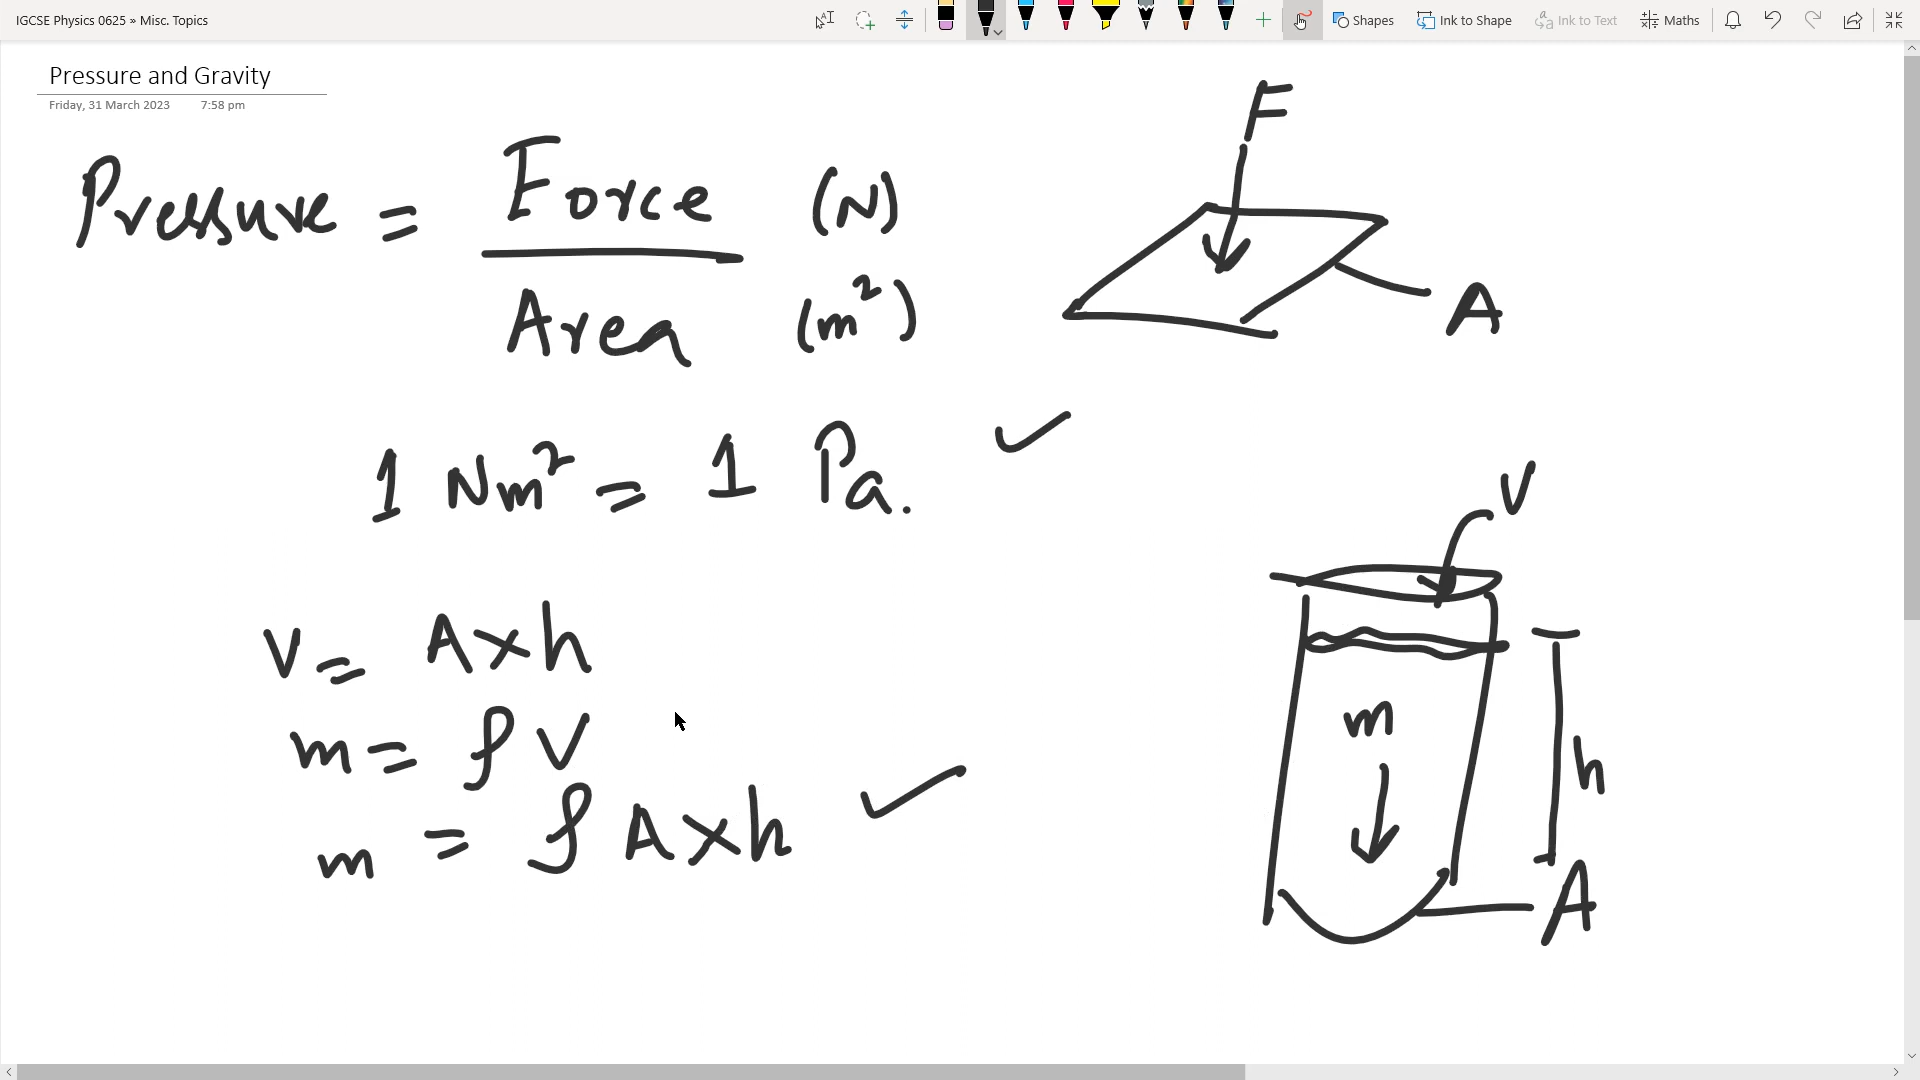 IGCSE Physics 0625 » Misc. Topics
Shapes
Ink to Shape
Ink to Text
Maths
Pressure and Gravity
Friday, 31 March 2023 7:58 pm
Pressure = Force (N)
Area (m²)
F
A
1 Nm² = 1 Pa. ✓
V = A×h
m = ρ V
m = ρ A×h ✓
V
m
h
A